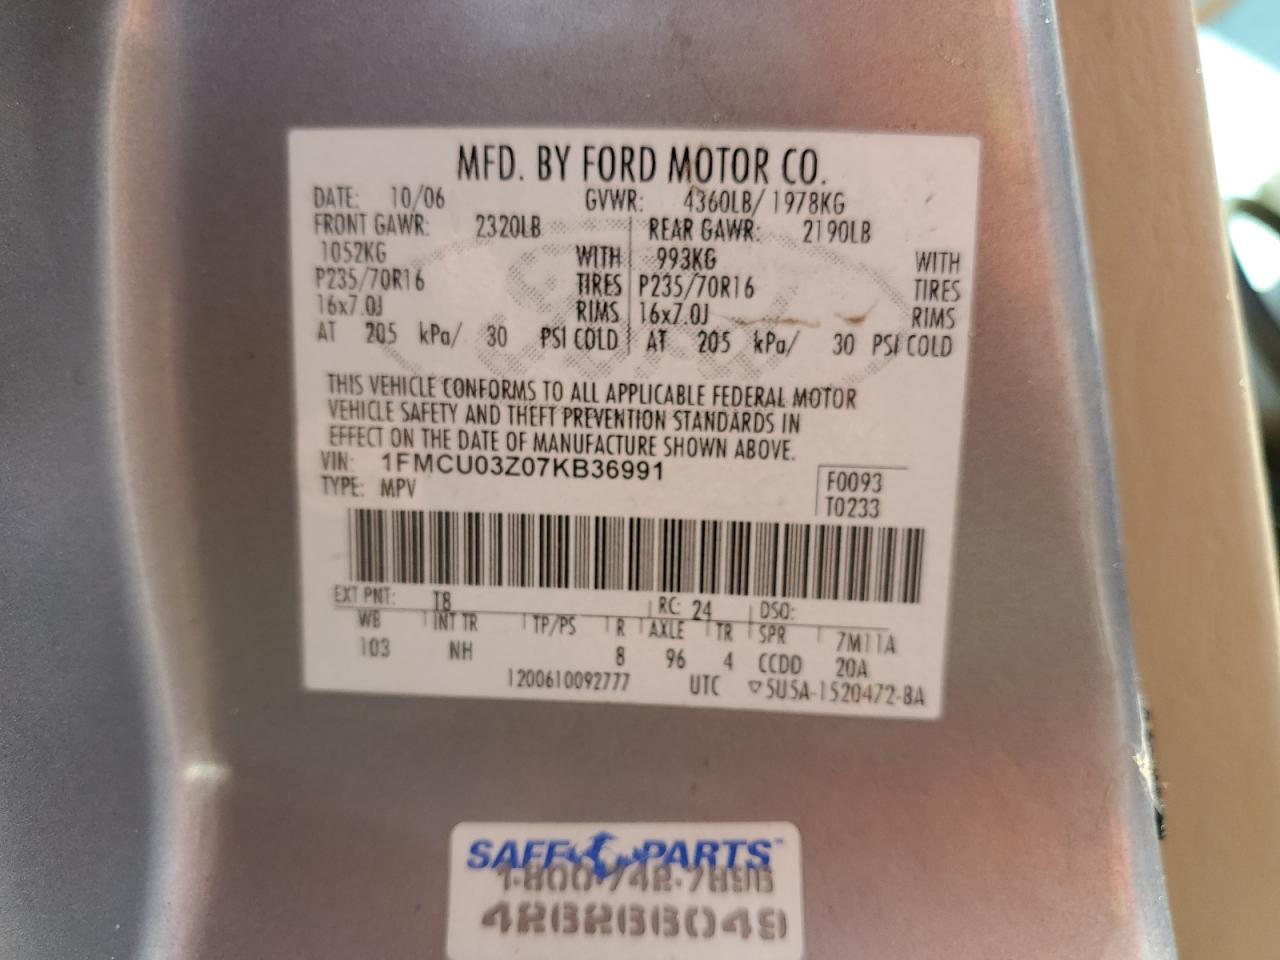 MFD. BY FORD MOTOR CO.
DATE: 10/06 GVWR: 4360LB/ 1978KG
FRONT GAWR: 2320LB REAR GAWR: 2190LB
1052KG WITH 993KG WITH
P235/70R16 TIRES P235/70R16 TIRES
16x7.0J RIMS 16x7.0J RIMS
AT 205 kPa/ 30 PSI COLD AT 205 kPa/ 30 PSI COLD
THIS VEHICLE CONFORMS TO ALL APPLICABLE FEDERAL MOTOR
VEHICLE SAFETY AND THEFT PREVENTION STANDARDS IN
EFFECT ON THE DATE OF MANUFACTURE SHOWN ABOVE.
VIN: 1FMCU03Z07KB36991
TYPE: MPV
F0093
T0233
EXT PNT: T8 RC: 24 DSO:
WB INT TR TP/PS R AXLE TR SPR 7M11A
103 NH 8 96 4 CCDD 20A
1200610092777 UTC ▽5U5A-1520472-BA
SAFE PARTS™
1-800-742-7896
426266049